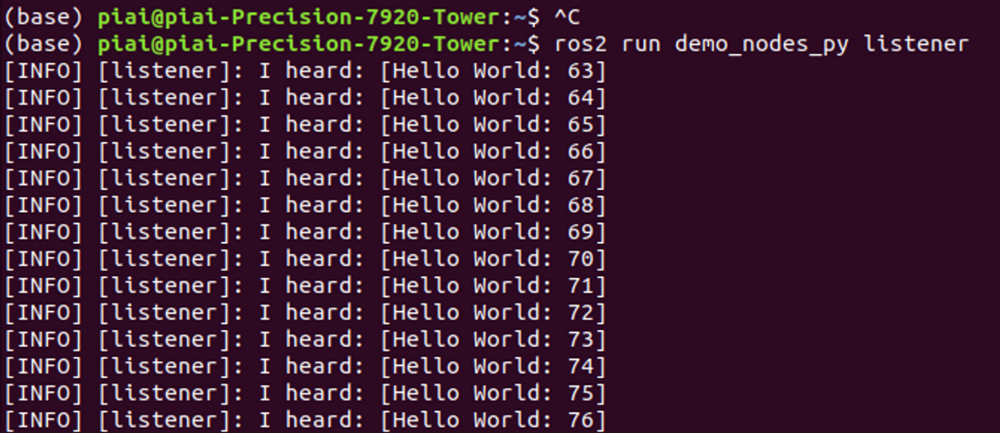 (base) piai@piai-Precision-7920-Tower:~$ ^C
(base) piai@piai-Precision-7920-Tower:~$ ros2 run demo_nodes_py listener
[INFO] [listener]: I heard: [Hello World: 63]
[INFO] [listener]: I heard: [Hello World: 64]
[INFO] [listener]: I heard: [Hello World: 65]
[INFO] [listener]: I heard: [Hello World: 66]
[INFO] [listener]: I heard: [Hello World: 67]
[INFO] [listener]: I heard: [Hello World: 68]
[INFO] [listener]: I heard: [Hello World: 69]
[INFO] [listener]: I heard: [Hello World: 70]
[INFO] [listener]: I heard: [Hello World: 71]
[INFO] [listener]: I heard: [Hello World: 72]
[INFO] [listener]: I heard: [Hello World: 73]
[INFO] [listener]: I heard: [Hello World: 74]
[INFO] [listener]: I heard: [Hello World: 75]
[INFO] [listener]: I heard: [Hello World: 76]